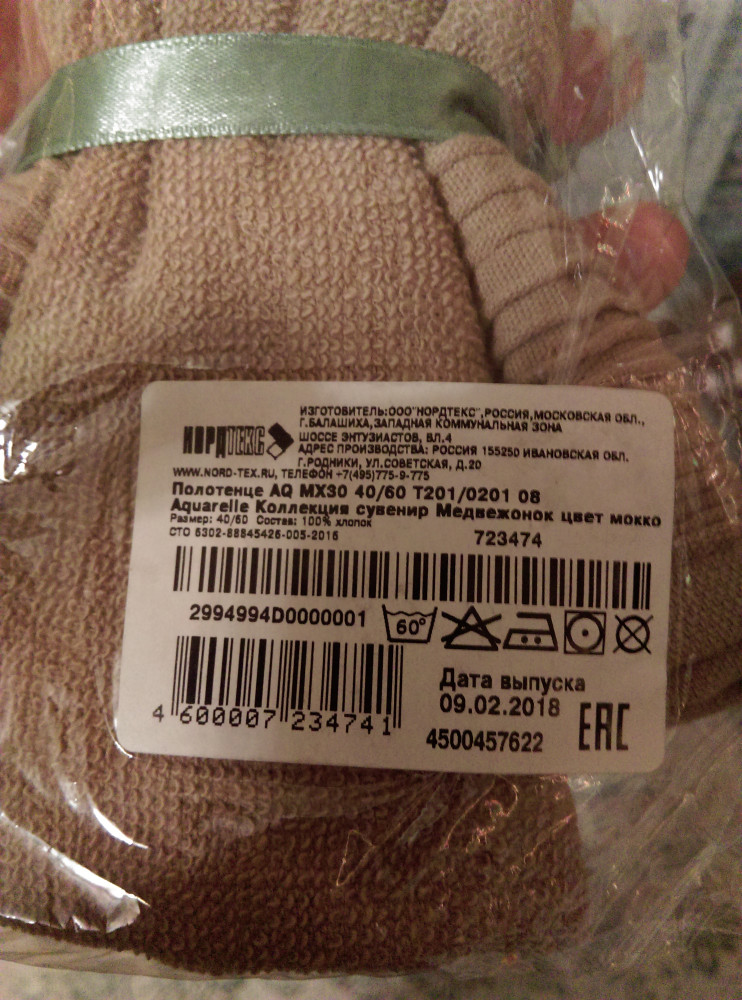 НОРДТЕКС
ИЗГОТОВИТЕЛЬ:ООО"НОРДТЕКС",РОССИЯ,МОСКОВСКАЯ ОБЛ.,
Г.БАЛАШИХА,ЗАПАДНАЯ КОММУНАЛЬНАЯ ЗОНА
ШОССЕ ЭНТУЗИАСТОВ, ВЛ.4
АДРЕС ПРОИЗВОДСТВА: РОССИЯ 155250 ИВАНОВСКАЯ ОБЛ.
Г.РОДНИКИ, УЛ.СОВЕТСКАЯ, Д.20
WWW.NORD-TEX.RU, ТЕЛЕФОН +7(495)775-9-775
Полотенце AQ MX30 40/60 T201/0201 08
Aquarelle Коллекция сувенир Медвежонок цвет мокко
Размер: 40/60 Состав: 100% хлопок
СТО 6302-88845426-005-2016
723474
2994994D0000001
60°
4 600007 234741
Дата выпуска
09.02.2018
4500457622
EAC